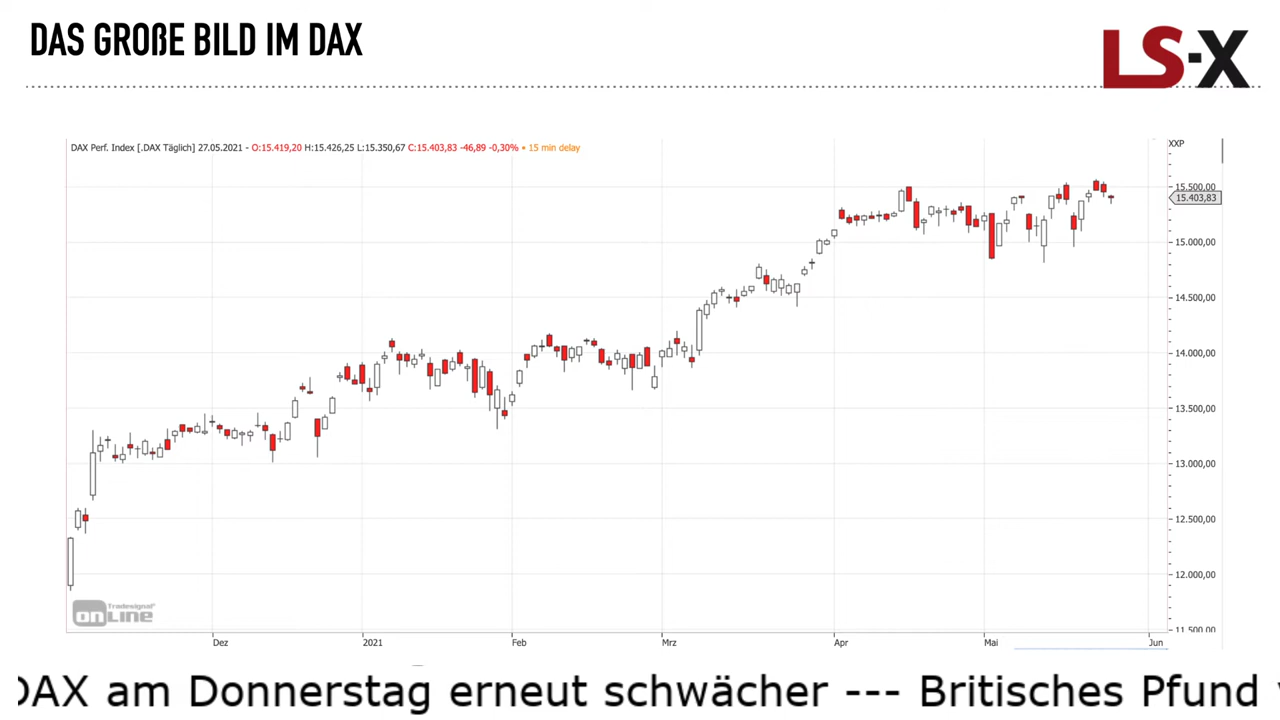 DAS GROßE BILD IM DAX
LS-X
DAX Perf. Index [.DAX Täglich] 27.05.2021 - O:15.419,20 H:15.426,25 L:15.350,67 C:15.403,83 -46,89 -0,30% • 15 min delay
XXP
15.500,00
15.403,83
15.000,00
14.500,00
14.000,00
13.500,00
13.000,00
12.500,00
12.000,00
11.500,00
Tradesignal®
onLine
Dez 2021 Feb Mrz Apr Mai Jun
DAX am Donnerstag erneut schwächer --- Britisches Pfund